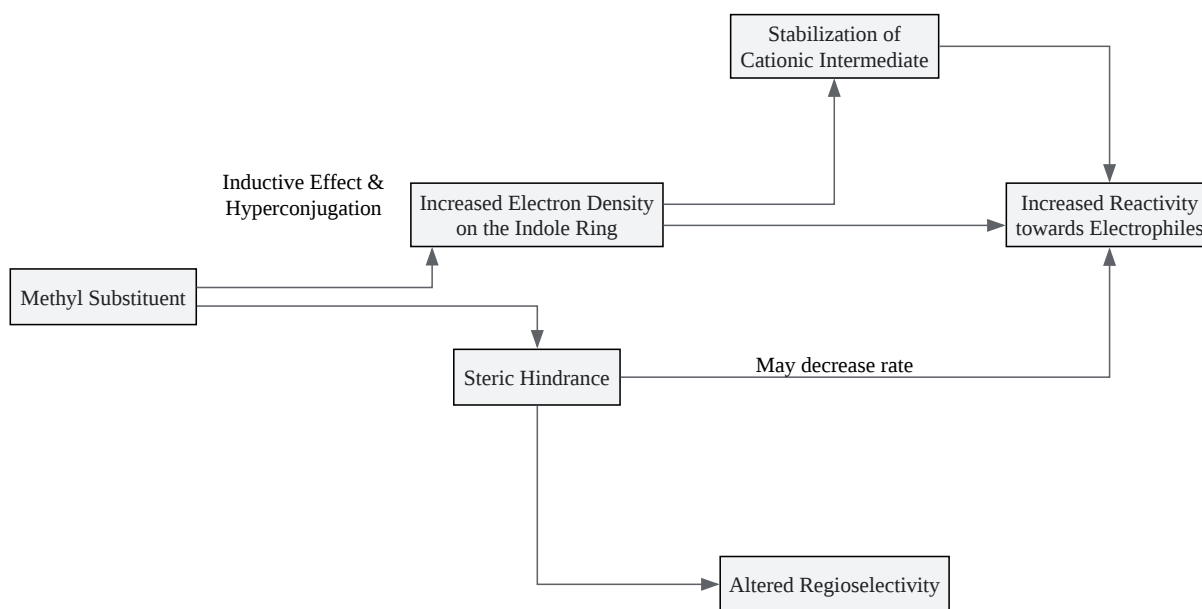 Stabilization of
Cationic Intermediate
Inductive Effect &
Hyperconjugation
Increased Electron Density
on the Indole Ring
Increased Reactivity
towards Electrophiles
Methyl Substituent
Steric Hindrance
May decrease rate
Altered Regioselectivity